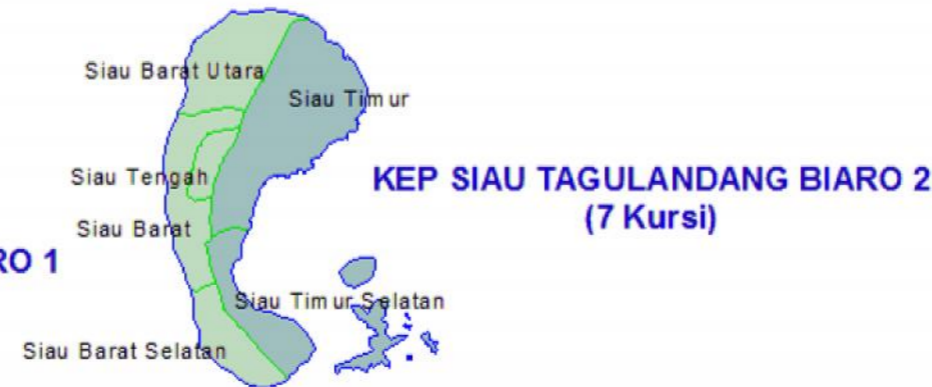 Siau Barat Utara
Siau Timur
Siau Tengah
KEP SIAU TAGULANDANG BIARO 2
(7 Kursi)
Siau Barat
RO 1
Siau Timur Selatan
Siau Barat Selatan